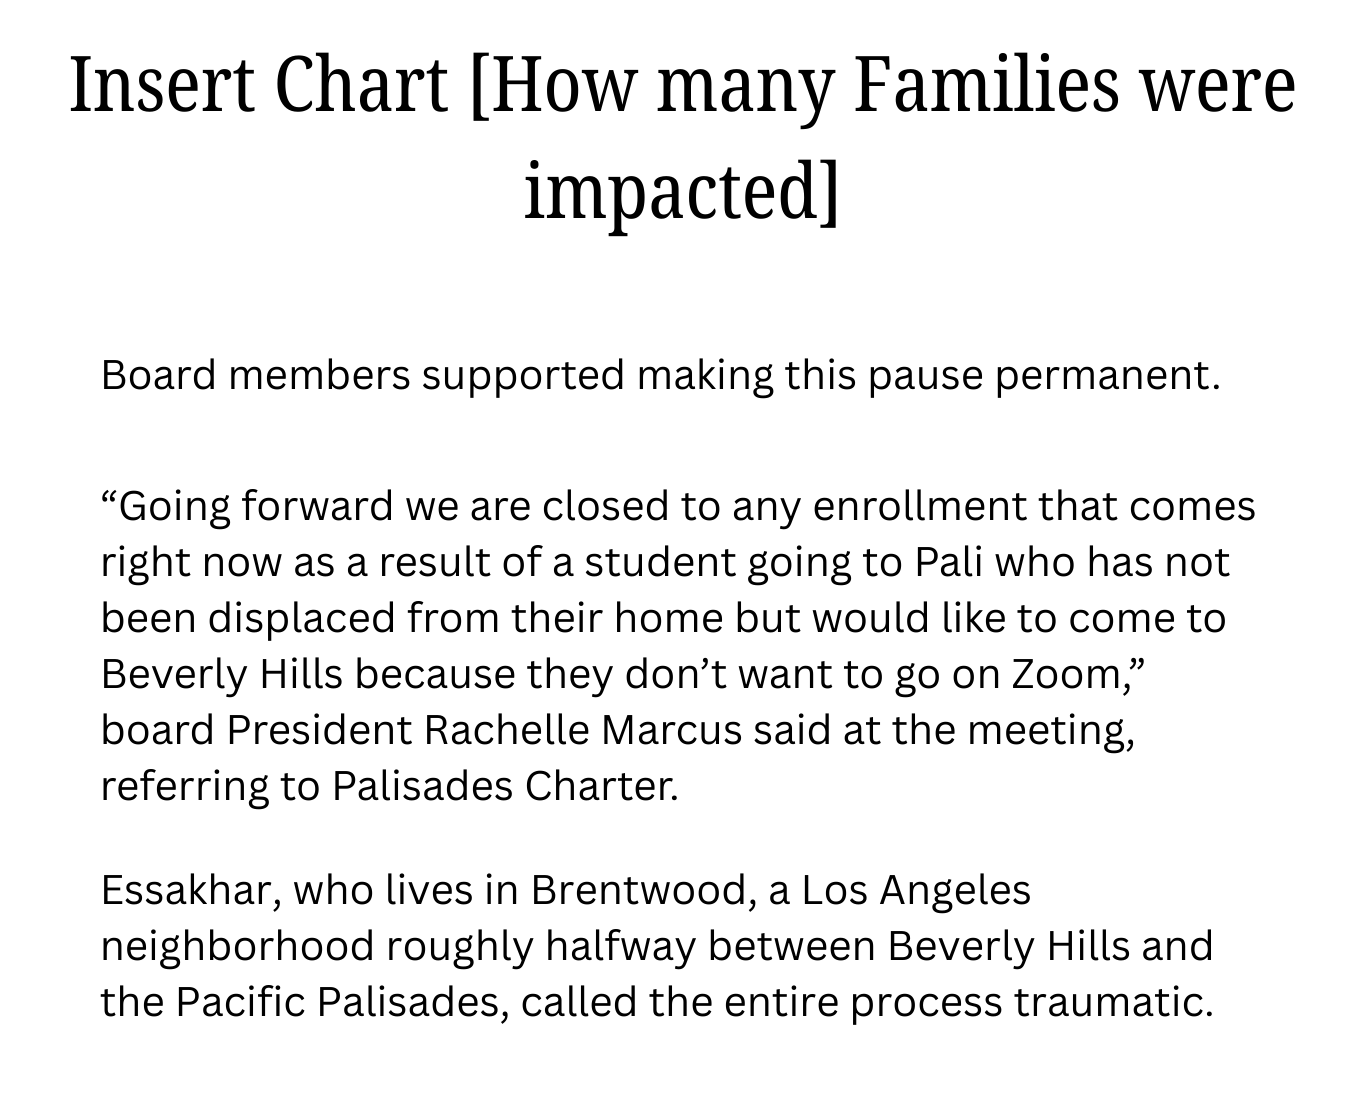 Insert Chart [How many Families were
impacted]
Board members supported making this pause permanent.
“Going forward we are closed to any enrollment that comes
right now as a result of a student going to Pali who has not
been displaced from their home but would like to come to
Beverly Hills because they don’t want to go on Zoom,”
board President Rachelle Marcus said at the meeting,
referring to Palisades Charter.
Essakhar, who lives in Brentwood, a Los Angeles
neighborhood roughly halfway between Beverly Hills and
the Pacific Palisades, called the entire process traumatic.